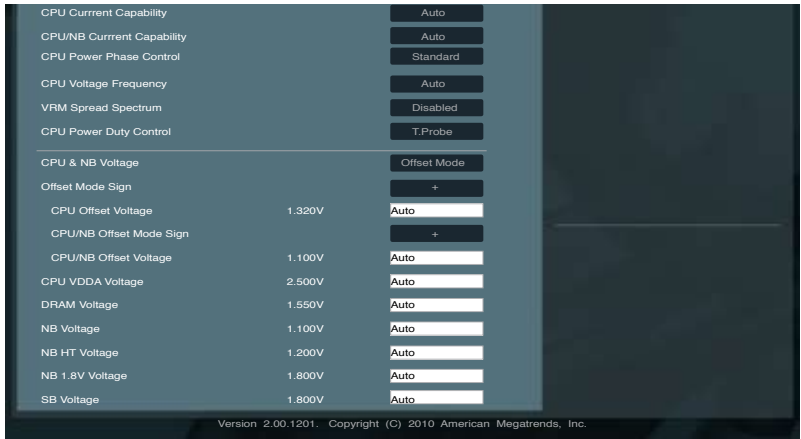 CPU Currrent Capability Auto
CPU/NB Currrent Capability Auto
CPU Power Phase Control Standard
CPU Voltage Frequency Auto
VRM Spread Spectrum Disabled
CPU Power Duty Control T.Probe
CPU & NB Voltage Offset Mode
Offset Mode Sign +
CPU Offset Voltage 1.320V Auto
CPU/NB Offset Mode Sign +
CPU/NB Offset Voltage 1.100V Auto
CPU VDDA Voltage 2.500V Auto
DRAM Voltage 1.550V Auto
NB Voltage 1.100V Auto
NB HT Voltage 1.200V Auto
NB 1.8V Voltage 1.800V Auto
SB Voltage 1.800V Auto
Version 2.00.1201. Copyright (C) 2010 American Megatrends, Inc.